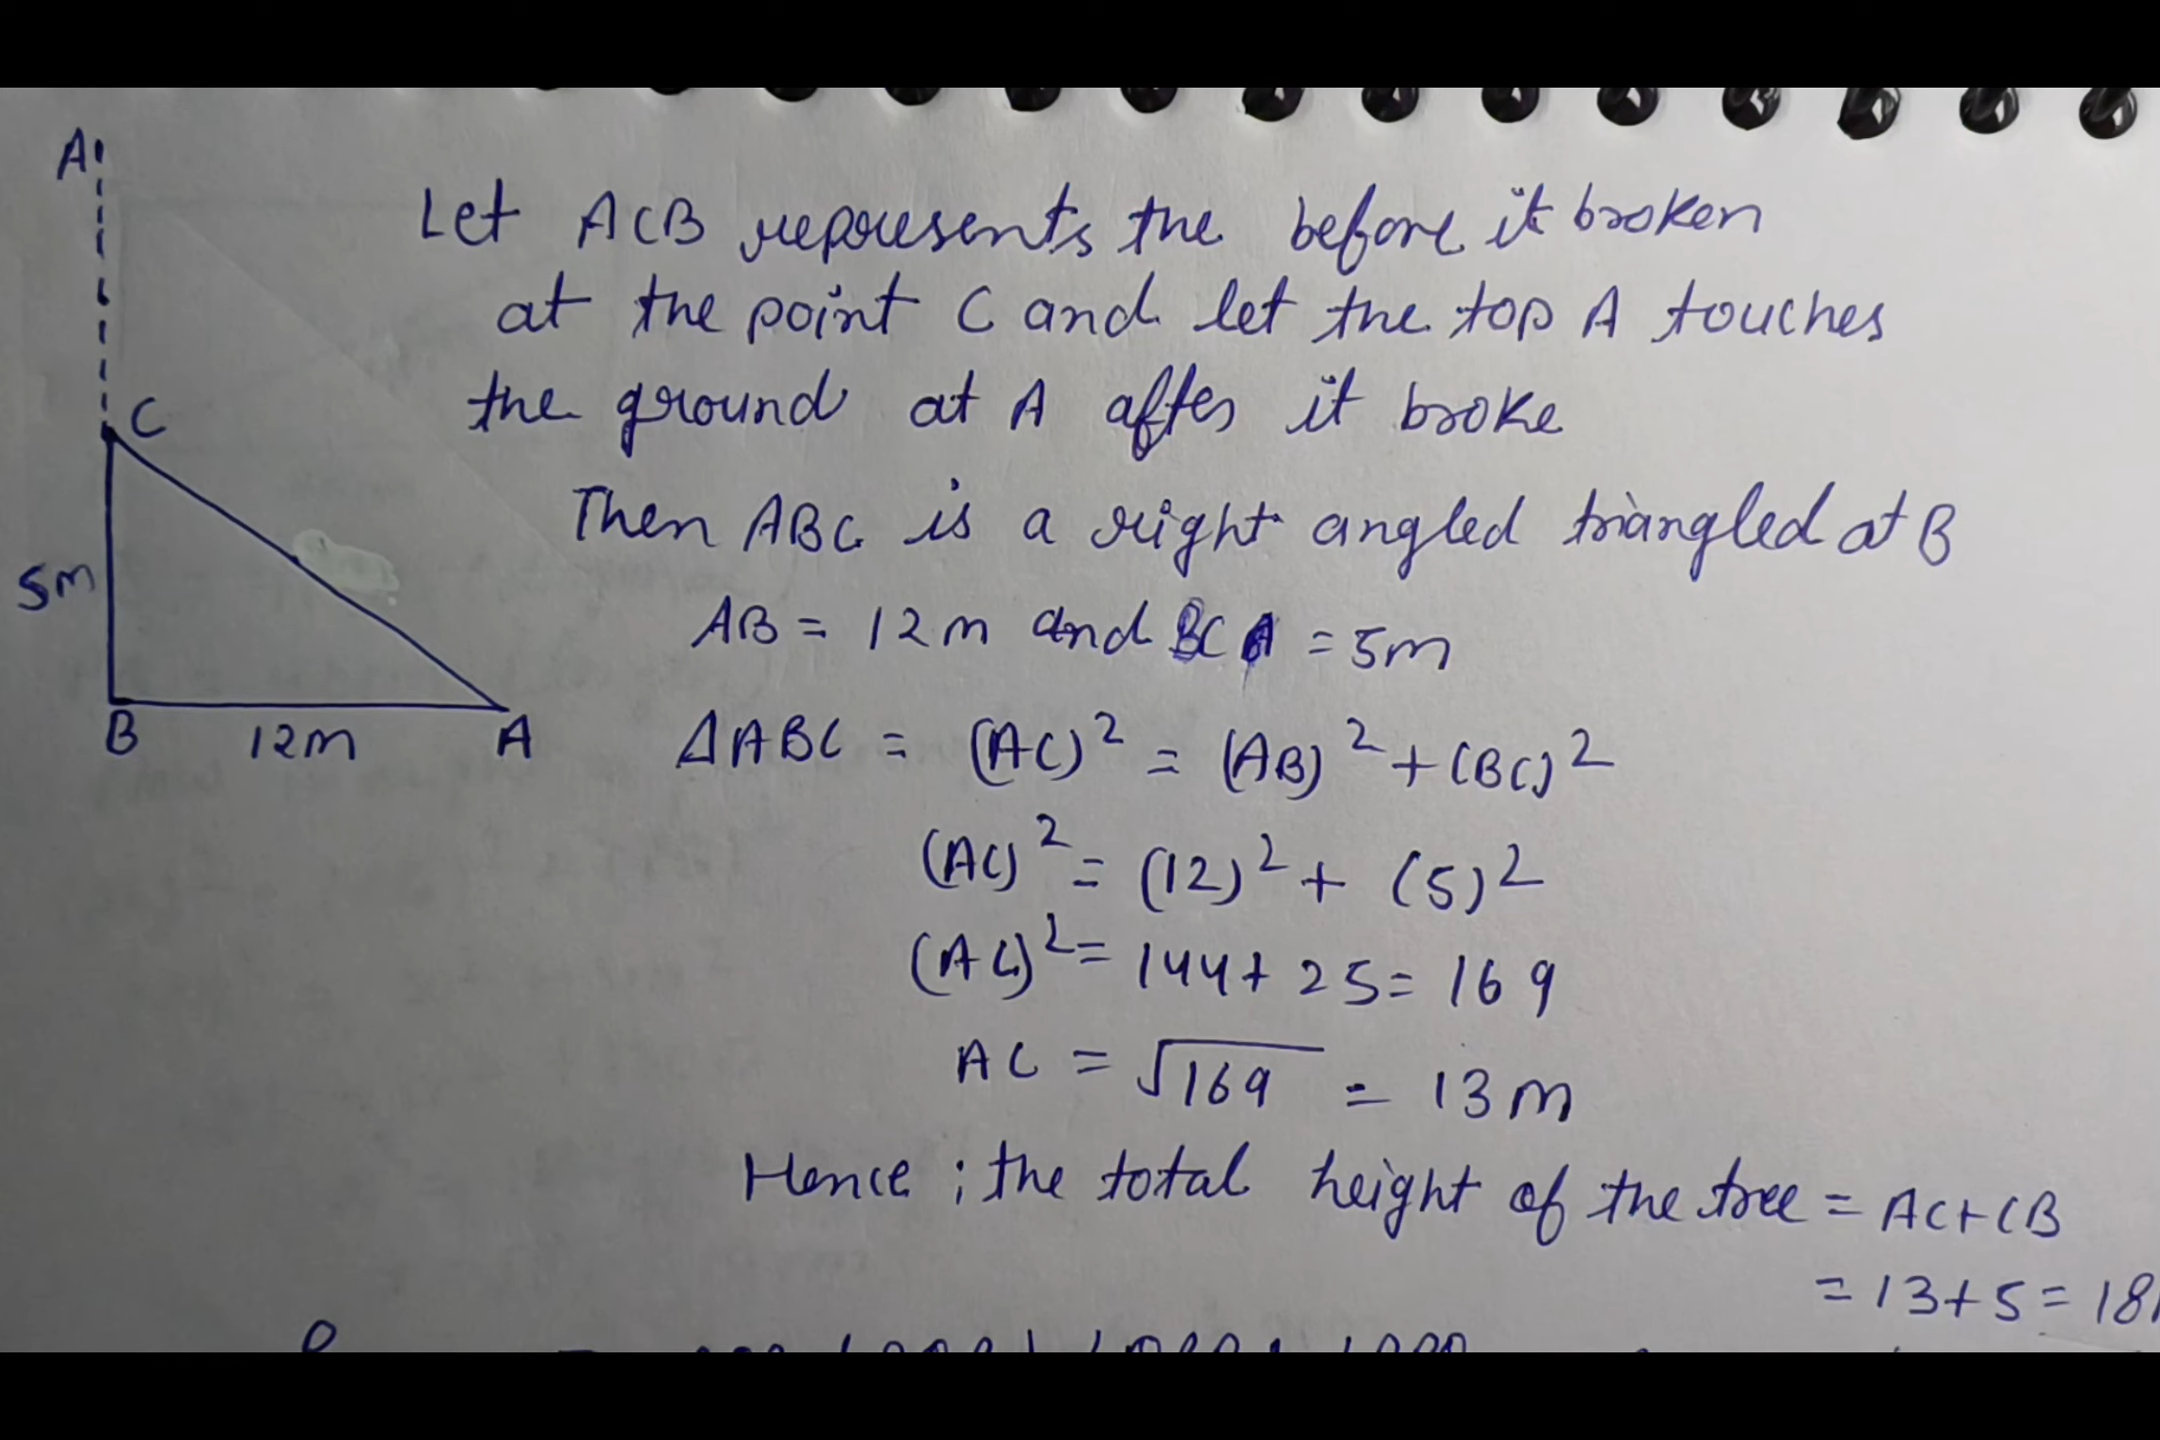 A
C
5m
B 12m A
Let ACB represents the before it broken
at the point C and let the top A touches
the ground at A after it broke
Then ABC is a right angled triangled at B
AB = 12m and BC = 5m
ΔABC = (AC)² = (AB)² + (BC)²
(AC)² = (12)² + (5)²
(AC)² = 144 + 25 = 169
AC = √169 = 13m
Hence ; the total height of the tree = AC + CB
= 13 + 5 = 18